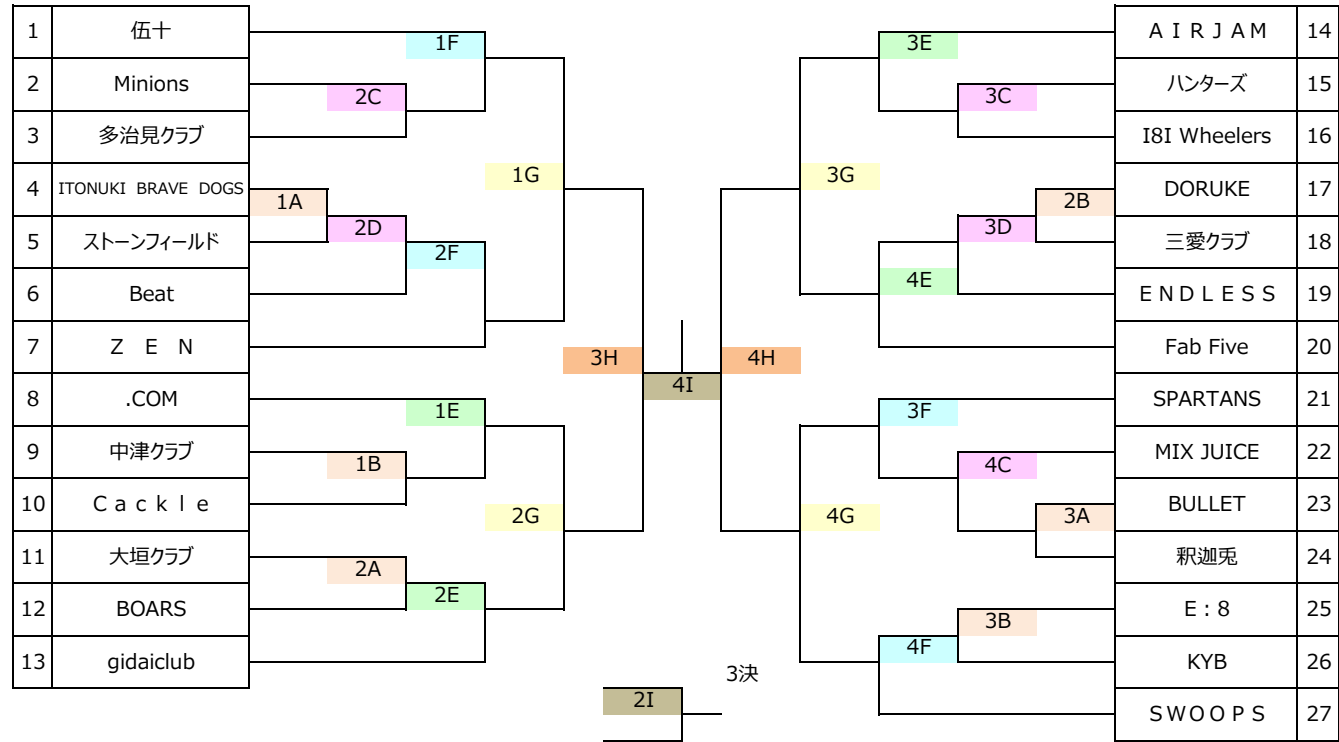 1 伍十
2 Minions
3 多治見クラブ
4 ITONUKI BRAVE DOGS
5 ストーンフィールド
6 Beat
7 Z E N
8 .COM
9 中津クラブ
10 C a c k l e
11 大垣クラブ
12 BOARS
13 gidaiclub
1F
2C
1G
1A
2D
2F
3H
1E
1B
2G
2A
2E
4I
2I
3決
3E
3C
3G
2B
3D
4E
4H
3F
4C
4G
3A
3B
4F
A I R J A M 14
ハンターズ 15
I8I Wheelers 16
DORUKE 17
三愛クラブ 18
E N D L E S S 19
Fab Five 20
SPARTANS 21
MIX JUICE 22
BULLET 23
釈迦兎 24
E：8 25
KYB 26
S W O O P S 27